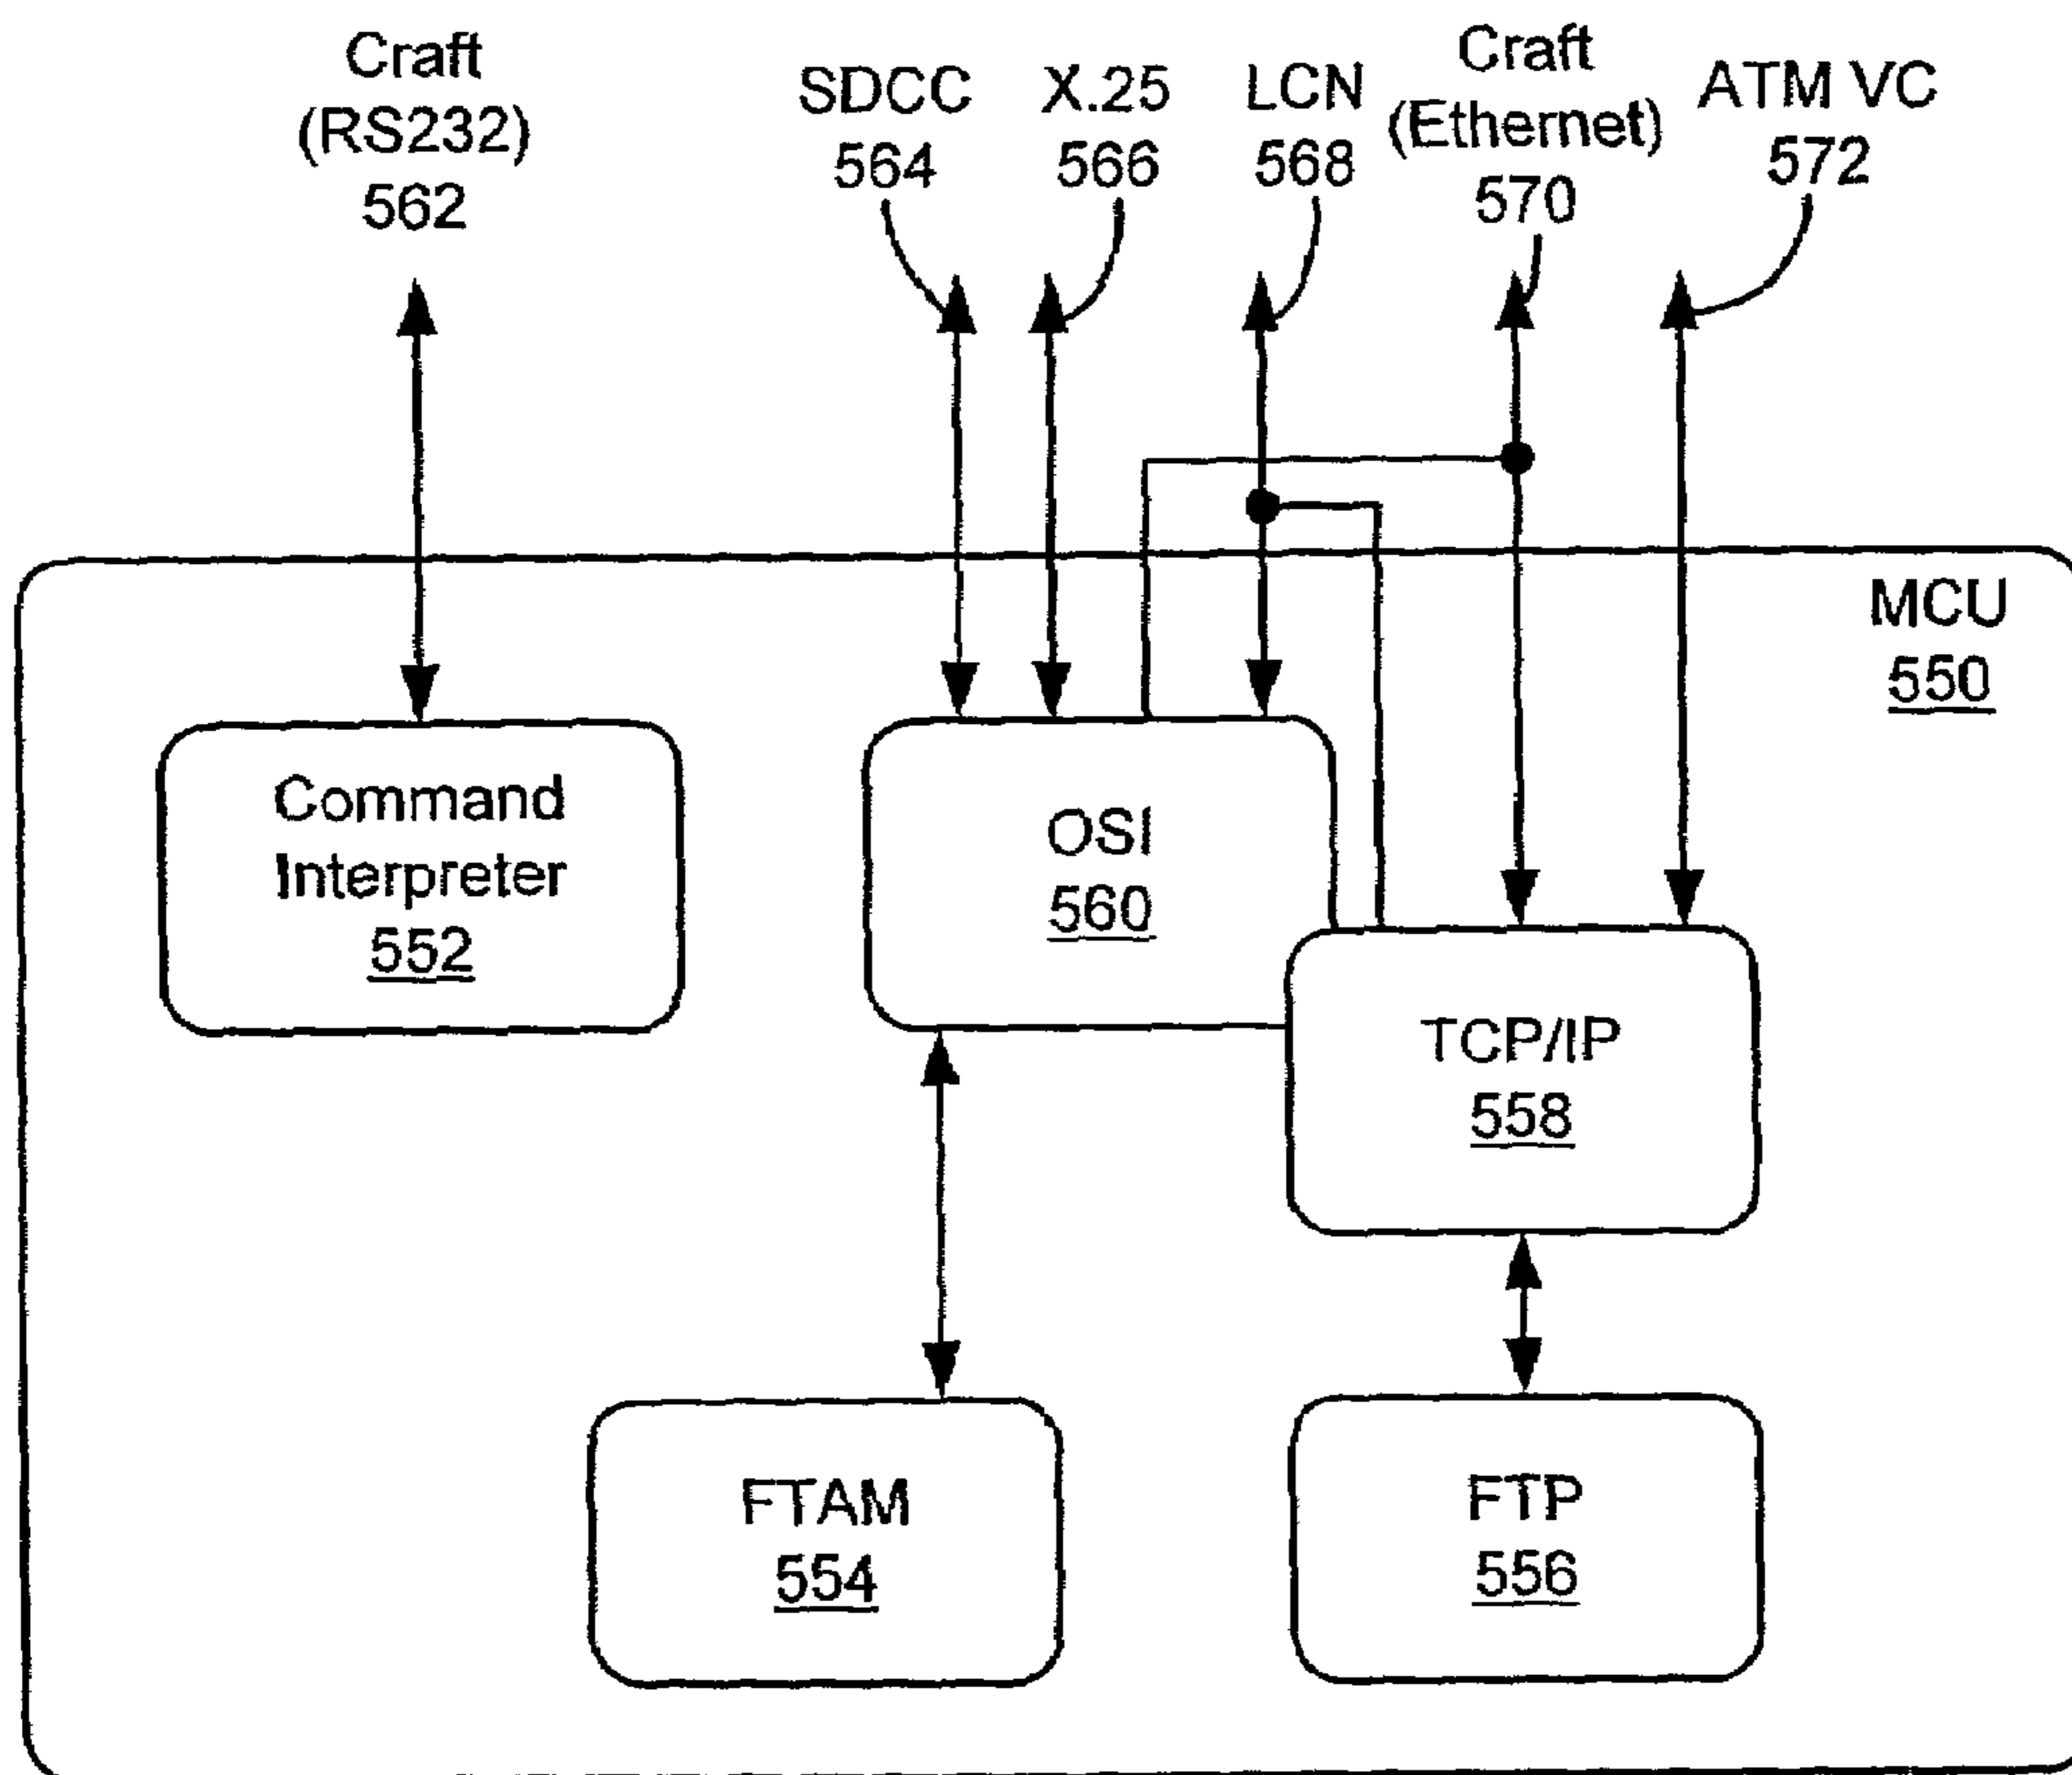 Craft
(RS232)
562
SDCC
564
X.25
566
LCN
568
Craft
(Ethernet)
570
ATM VC
572
MCU
550
Command
Interpreter
552
OSI
560
TCP/IP
558
FTAM
554
FTP
556